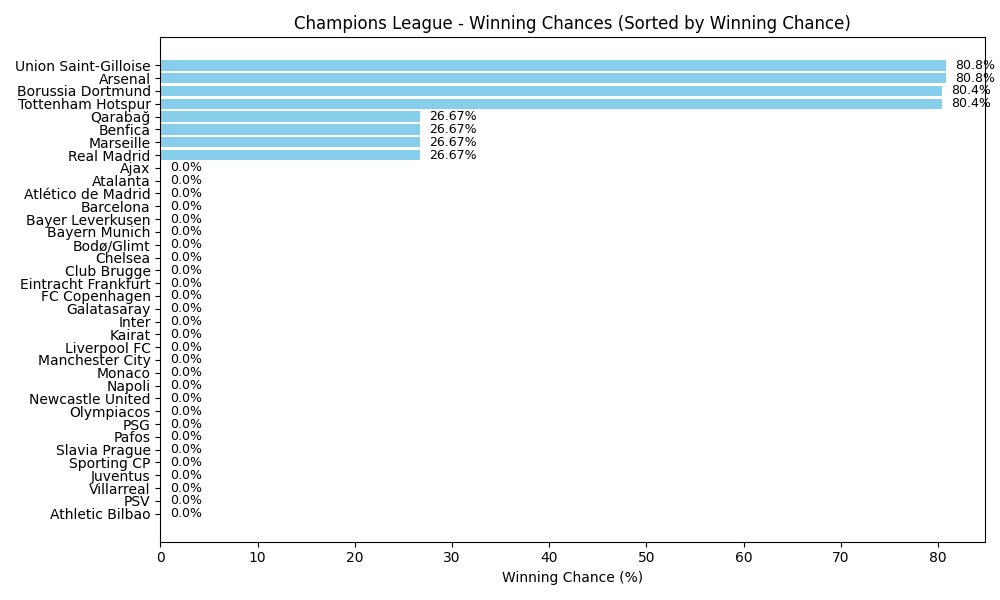 Champions League - Winning Chances (Sorted by Winning Chance)
Union Saint-Gilloise 80.8%
Arsenal 80.8%
Borussia Dortmund 80.4%
Tottenham Hotspur 80.4%
Qarabağ 26.67%
Benfica 26.67%
Marseille 26.67%
Real Madrid 26.67%
Ajax 0.0%
Atalanta 0.0%
Atlético de Madrid 0.0%
Barcelona 0.0%
Bayer Leverkusen 0.0%
Bayern Munich 0.0%
Bodø/Glimt 0.0%
Chelsea 0.0%
Club Brugge 0.0%
Eintracht Frankfurt 0.0%
FC Copenhagen 0.0%
Galatasaray 0.0%
Inter 0.0%
Kairat 0.0%
Liverpool FC 0.0%
Manchester City 0.0%
Monaco 0.0%
Napoli 0.0%
Newcastle United 0.0%
Olympiacos 0.0%
PSG 0.0%
Pafos 0.0%
Slavia Prague 0.0%
Sporting CP 0.0%
Juventus 0.0%
Villarreal 0.0%
PSV 0.0%
Athletic Bilbao 0.0%
0 10 20 30 40 50 60 70 80
Winning Chance (%)